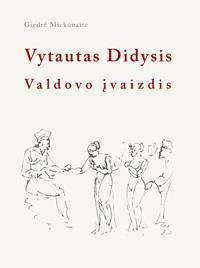 Giedrė Mickūnaitė
Vytautas Didysis
Valdovo įvaizdis